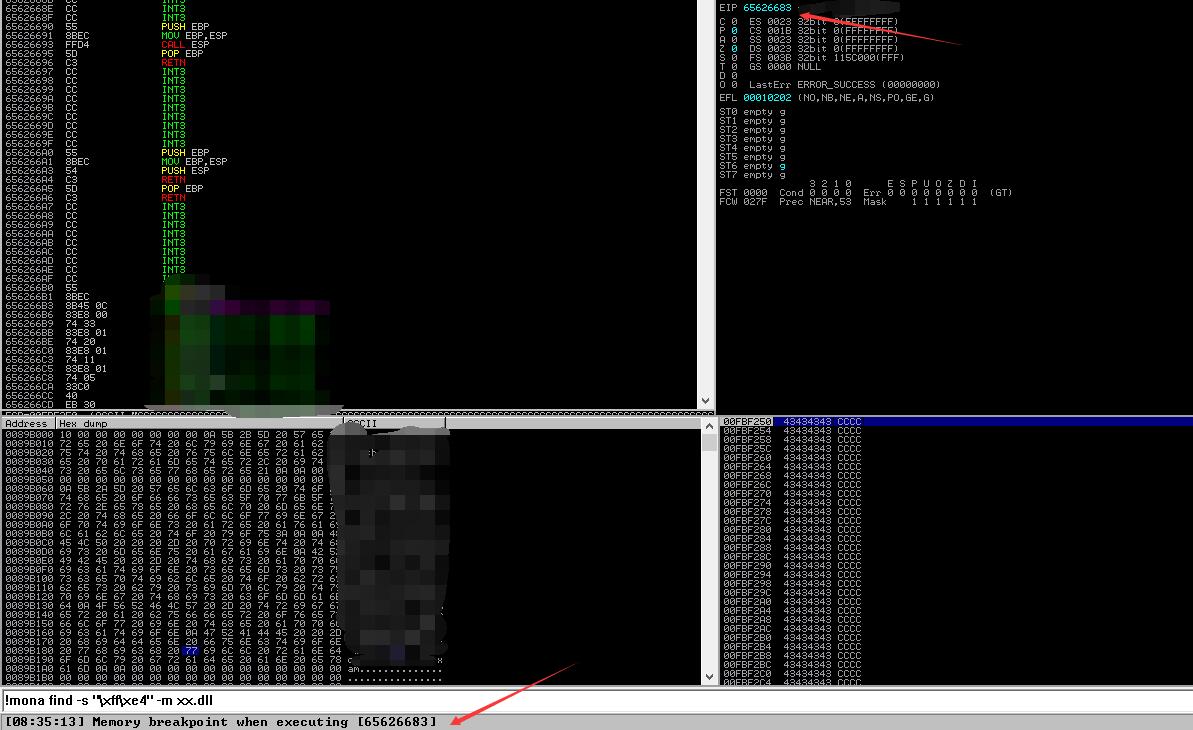 6562668E CC INT3
6562668F CC INT3
65626690 55 PUSH EBP
65626691 8BEC MOV EBP,ESP
65626693 FFD4 CALL ESP
65626695 5D POP EBP
65626696 C3 RETN
65626697 CC INT3
65626698 CC INT3
65626699 CC INT3
6562669A CC INT3
6562669B CC INT3
6562669C CC INT3
6562669D CC INT3
6562669E CC INT3
6562669F CC INT3
656266A0 55 PUSH EBP
656266A1 8BEC MOV EBP,ESP
656266A3 54 PUSH ESP
656266A4 C3 RETN
656266A5 5D POP EBP
656266A6 C3 RETN
656266A7 CC INT3
656266A8 CC INT3
656266A9 CC INT3
656266AA CC INT3
656266AB CC INT3
656266AC CC INT3
656266AD CC INT3
656266AE CC INT3
656266AF CC
656266B0 55
656266B1 8BEC
656266B3 8B45 0C
656266B6 83E8 00
656266B9 74 33
656266BB 83E8 01
656266BE 74 20
656266C0 83E8 01
656266C3 74 11
656266C5 83E8 01
656266C8 74 05
656266CA 33C0
656266CC 40
656266CD EB 30
EIP 65626683
C 0 ES 0023 32bit 0(FFFFFFFF)
P 0 CS 001B 32bit 0(FFFFFFFF)
A 0 SS 0023 32bit 0(FFFFFFFF)
Z 0 DS 0023 32bit 0(FFFFFFFF)
S 0 FS 003B 32bit 115C000(FFF)
T 0 GS 0000 NULL
D 0
O 0 LastErr ERROR_SUCCESS (00000000)
EFL 00010202 (NO,NB,NE,A,NS,PO,GE,G)
ST0 empty g
ST1 empty g
ST2 empty g
ST3 empty g
ST4 empty g
ST5 empty g
ST6 empty g
ST7 empty g
3 2 1 0 E S P U O Z D I
FST 0000 Cond 0 0 0 0 Err 0 0 0 0 0 0 0 0 (GT)
FCW 027F Prec NEAR,53 Mask 1 1 1 1 1 1
Address Hex dump
0089B000 10 00 00 00 00 00 00 0A 5B 2B 5D 20 57 65
0089B010 72 65 20 6E 6F 74 20 6C 79 69 6E 67 20 61 62
0089B020 75 74 20 74 68 65 20 76 75 6C 6E 65 72 61 62
0089B030 65 20 70 61 72 61 6D 65 74 65 72 2C 20 69 74
0089B040 73 20 65 6C 73 65 77 68 65 72 65 21 0A 0A 00
0089B050 00 00 00 00 00 00 00 00 00 00 00 00 00 00 00
0089B060 0A 5B 2A 5D 20 57 65 6C 63 6F 6D 65 20 74 6F
0089B070 74 68 65 20 6F 66 66 73 65 63 5F 70 77 6B 5F
0089B080 72 76 2E 65 78 65 20 68 65 6C 70 20 6D 65 6E
0089B090 2C 20 74 68 65 20 66 6F 6C 6C 6F 77 69 6E 67
0089B0A0 6F 70 74 69 6F 6E 73 20 61 72 65 20 61 76 61
0089B0B0 6C 61 62 6C 65 20 74 6F 20 79 6F 75 3A 0A 0A
0089B0C0 45 4C 50 20 20 20 20 2D 20 70 72 69 6E 74 20 74
0089B0D0 69 73 20 6D 65 6E 75 20 61 67 61 69 6E 0A 42
0089B0E0 49 42 45 20 20 2D 20 74 68 69 73 20 61 70 70
0089B0F0 69 63 61 74 69 6F 6E 20 73 65 65 6D 73 20 73
0089B100 73 63 65 70 74 69 62 6C 65 20 74 6F 20 62 72
0089B110 62 65 73 20 62 79 20 73 69 6D 70 6C 79 20 74
0089B120 70 69 6E 67 20 74 68 69 73 20 63 6F 6D 6D 61
0089B130 64 0A 4F 56 52 46 4C 57 20 2D 20 74 72 69 67
0089B140 65 72 20 61 20 62 75 66 66 65 72 20 6F 76 65
0089B150 66 6C 6F 77 20 69 6E 20 74 68 65 20 61 70 70
0089B160 69 63 61 74 69 6F 6E 0A 47 52 41 44 45 20 20
0089B170 20 68 69 64 64 65 6E 20 66 75 6E 63 74 69 6F
0089B180 20 77 68 69 63 68 20 77 69 6C 6C 20 72 61 6E
0089B190 6F 6D 6C 79 20 67 72 61 64 65 20 61 6E 20 65
0089B1A0 61 6D 0A 0A 00 00 00 00 00 00 00 00 00 00 00
00FBF250 43434343 CCCC
00FBF254 43434343 CCCC
00FBF258 43434343 CCCC
00FBF25C 43434343 CCCC
00FBF260 43434343 CCCC
00FBF264 43434343 CCCC
00FBF268 43434343 CCCC
00FBF26C 43434343 CCCC
00FBF270 43434343 CCCC
00FBF274 43434343 CCCC
00FBF278 43434343 CCCC
00FBF27C 43434343 CCCC
00FBF280 43434343 CCCC
00FBF284 43434343 CCCC
00FBF288 43434343 CCCC
00FBF28C 43434343 CCCC
00FBF290 43434343 CCCC
00FBF294 43434343 CCCC
00FBF298 43434343 CCCC
00FBF29C 43434343 CCCC
00FBF2A0 43434343 CCCC
00FBF2A4 43434343 CCCC
00FBF2A8 43434343 CCCC
00FBF2AC 43434343 CCCC
00FBF2B0 43434343 CCCC
00FBF2B4 43434343 CCCC
00FBF2B8 43434343 CCCC
00FBF2BC 43434343 CCCC
00FBF2C0 43434343 CCCC
00FBF2C4 43434343 CCCC
!mona find -s "\xff\xe4" -m xx.dll
[08:35:13] Memory breakpoint when executing [65626683]